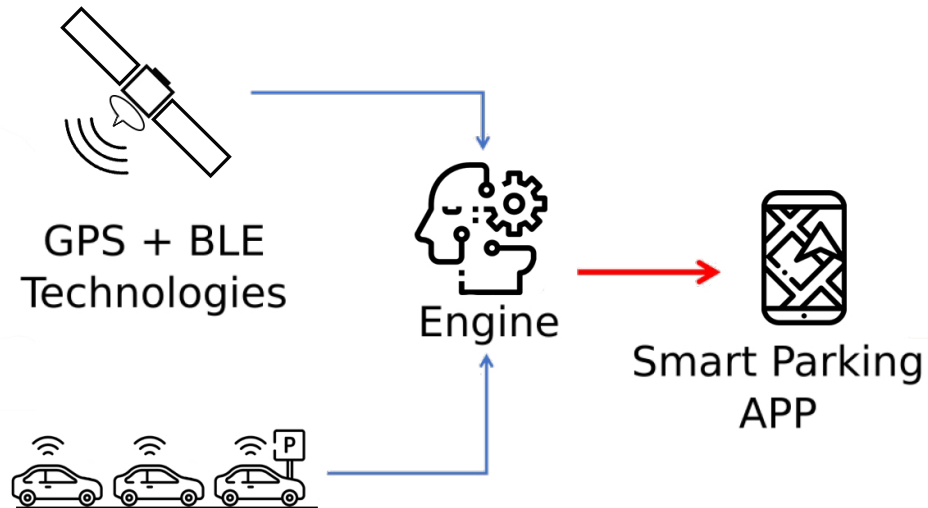 GPS + BLE
Technologies
Engine
Smart Parking
APP
P